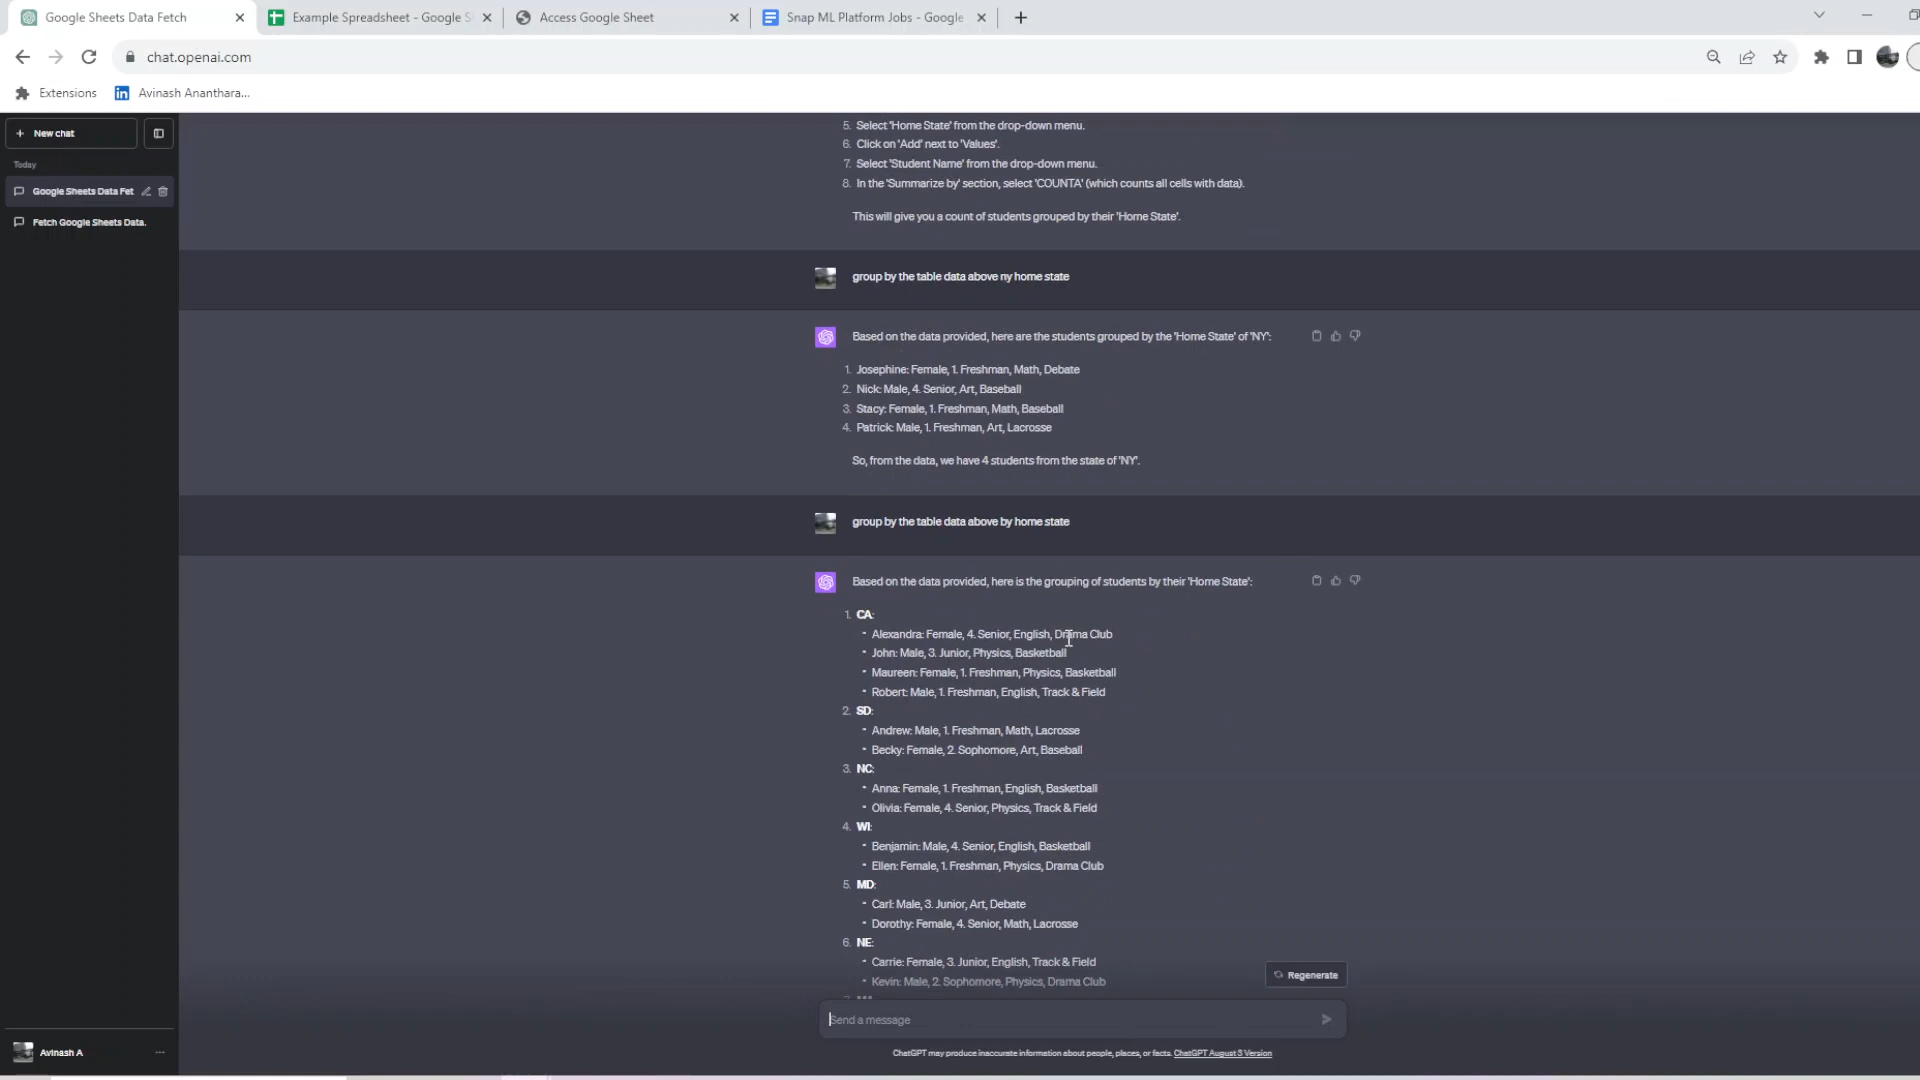 Google Sheets Data Fetch
Example Spreadsheet - Google S
Access Google Sheet
Snap ML Platform Jobs - Google
chat.openai.com
Extensions
Avinash Ananthara...
New chat
Today
Google Sheets Data Fet
Fetch Google Sheets Data.
5. Select 'Home State' from the drop-down menu.
6. Click on 'Add' next to 'Values'.
7. Select 'Student Name' from the drop-down menu.
8. In the 'Summarize by' section, select 'COUNTA' (which counts all cells with data).
This will give you a count of students grouped by their 'Home State'.
group by the table data above ny home state
Based on the data provided, here are the students grouped by the 'Home State' of 'NY':
1. Josephine: Female, 1. Freshman, Math, Debate
2. Nick: Male, 4. Senior, Art, Baseball
3. Stacy: Female, 1. Freshman, Math, Baseball
4. Patrick: Male, 1. Freshman, Art, Lacrosse
So, from the data, we have 4 students from the state of 'NY'.
group by the table data above by home state
Based on the data provided, here is the grouping of students by their 'Home State':
1. CA:
- Alexandra: Female, 4. Senior, English, Drama Club
- John: Male, 3. Junior, Physics, Basketball
- Maureen: Female, 1. Freshman, Physics, Basketball
- Robert: Male, 1. Freshman, English, Track & Field
2. SD:
- Andrew: Male, 1. Freshman, Math, Lacrosse
- Becky: Female, 2. Sophomore, Art, Baseball
3. NC:
- Anna: Female, 1. Freshman, English, Basketball
- Olivia: Female, 4. Senior, Physics, Track & Field
4. WI:
- Benjamin: Male, 4. Senior, English, Basketball
- Ellen: Female, 1. Freshman, Physics, Drama Club
5. MD:
- Carl: Male, 3. Junior, Art, Debate
- Dorothy: Female, 4. Senior, Math, Lacrosse
6. NE:
- Carrie: Female, 3. Junior, English, Track & Field
- Kevin: Male, 2. Sophomore, Physics, Drama Club
Regenerate
Send a message
ChatGPT may produce inaccurate information about people, places, or facts. ChatGPT August 3 Version
Avinash A